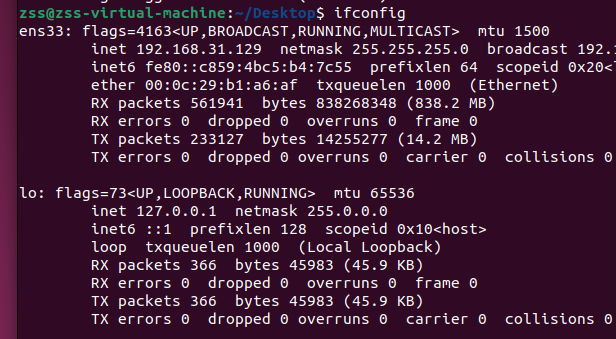 zss@zss-virtual-machine:~/Desktop$ ifconfig
ens33: flags=4163<UP,BROADCAST,RUNNING,MULTICAST>  mtu 1500
        inet 192.168.31.129  netmask 255.255.255.0  broadcast 192.1
        inet6 fe80::c859:4bc5:b4:7c55  prefixlen 64  scopeid 0x20<l
        ether 00:0c:29:b1:a6:af  txqueuelen 1000  (Ethernet)
        RX packets 561941  bytes 838268348 (838.2 MB)
        RX errors 0  dropped 0  overruns 0  frame 0
        TX packets 233127  bytes 14255277 (14.2 MB)
        TX errors 0  dropped 0 overruns 0  carrier 0  collisions 0
lo: flags=73<UP,LOOPBACK,RUNNING>  mtu 65536
        inet 127.0.0.1  netmask 255.0.0.0
        inet6 ::1  prefixlen 128  scopeid 0x10<host>
        loop  txqueuelen 1000  (Local Loopback)
        RX packets 366  bytes 45983 (45.9 KB)
        RX errors 0  dropped 0  overruns 0  frame 0
        TX packets 366  bytes 45983 (45.9 KB)
        TX errors 0  dropped 0 overruns 0  carrier 0  collisions 0